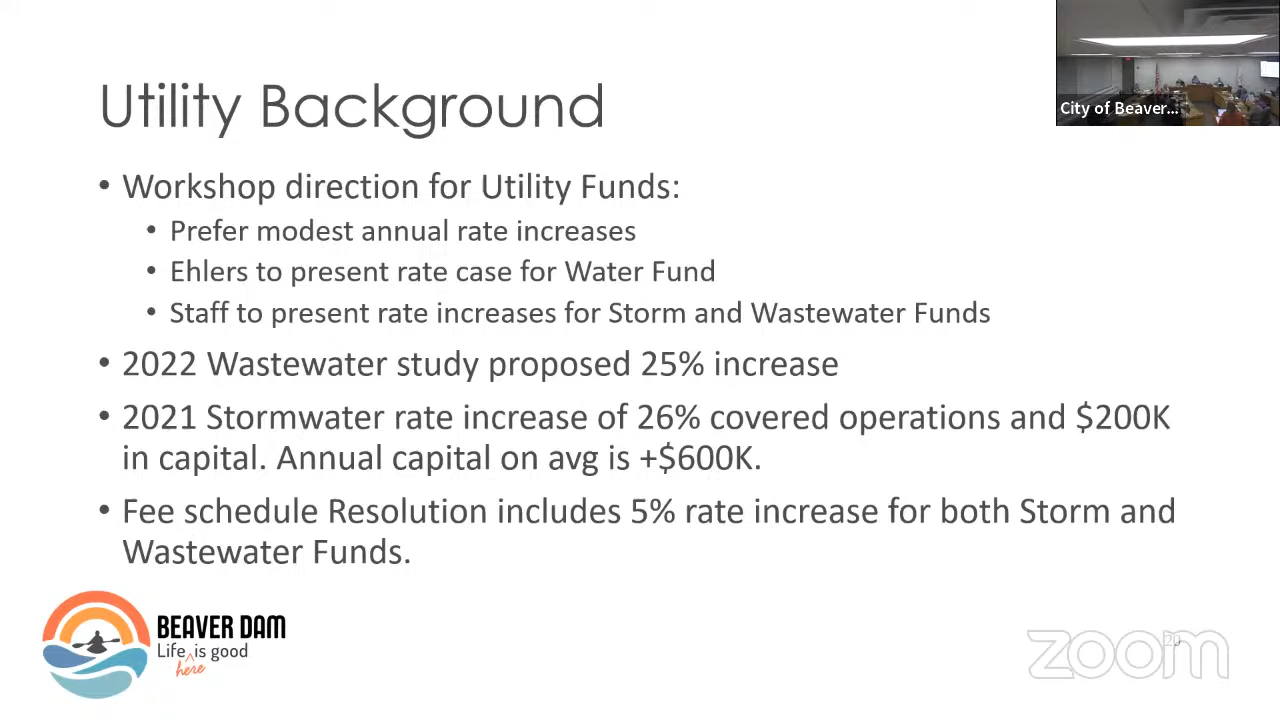 City of Beaver...
Utility Background
• Workshop direction for Utility Funds:
• Prefer modest annual rate increases
• Ehlers to present rate case for Water Fund
• Staff to present rate increases for Storm and Wastewater Funds
• 2022 Wastewater study proposed 25% increase
• 2021 Stormwater rate increase of 26% covered operations and $200K
in capital. Annual capital on avg is +$600K.
• Fee schedule Resolution includes 5% rate increase for both Storm and
Wastewater Funds.
BEAVER DAM
Life is good
here
zoom
20